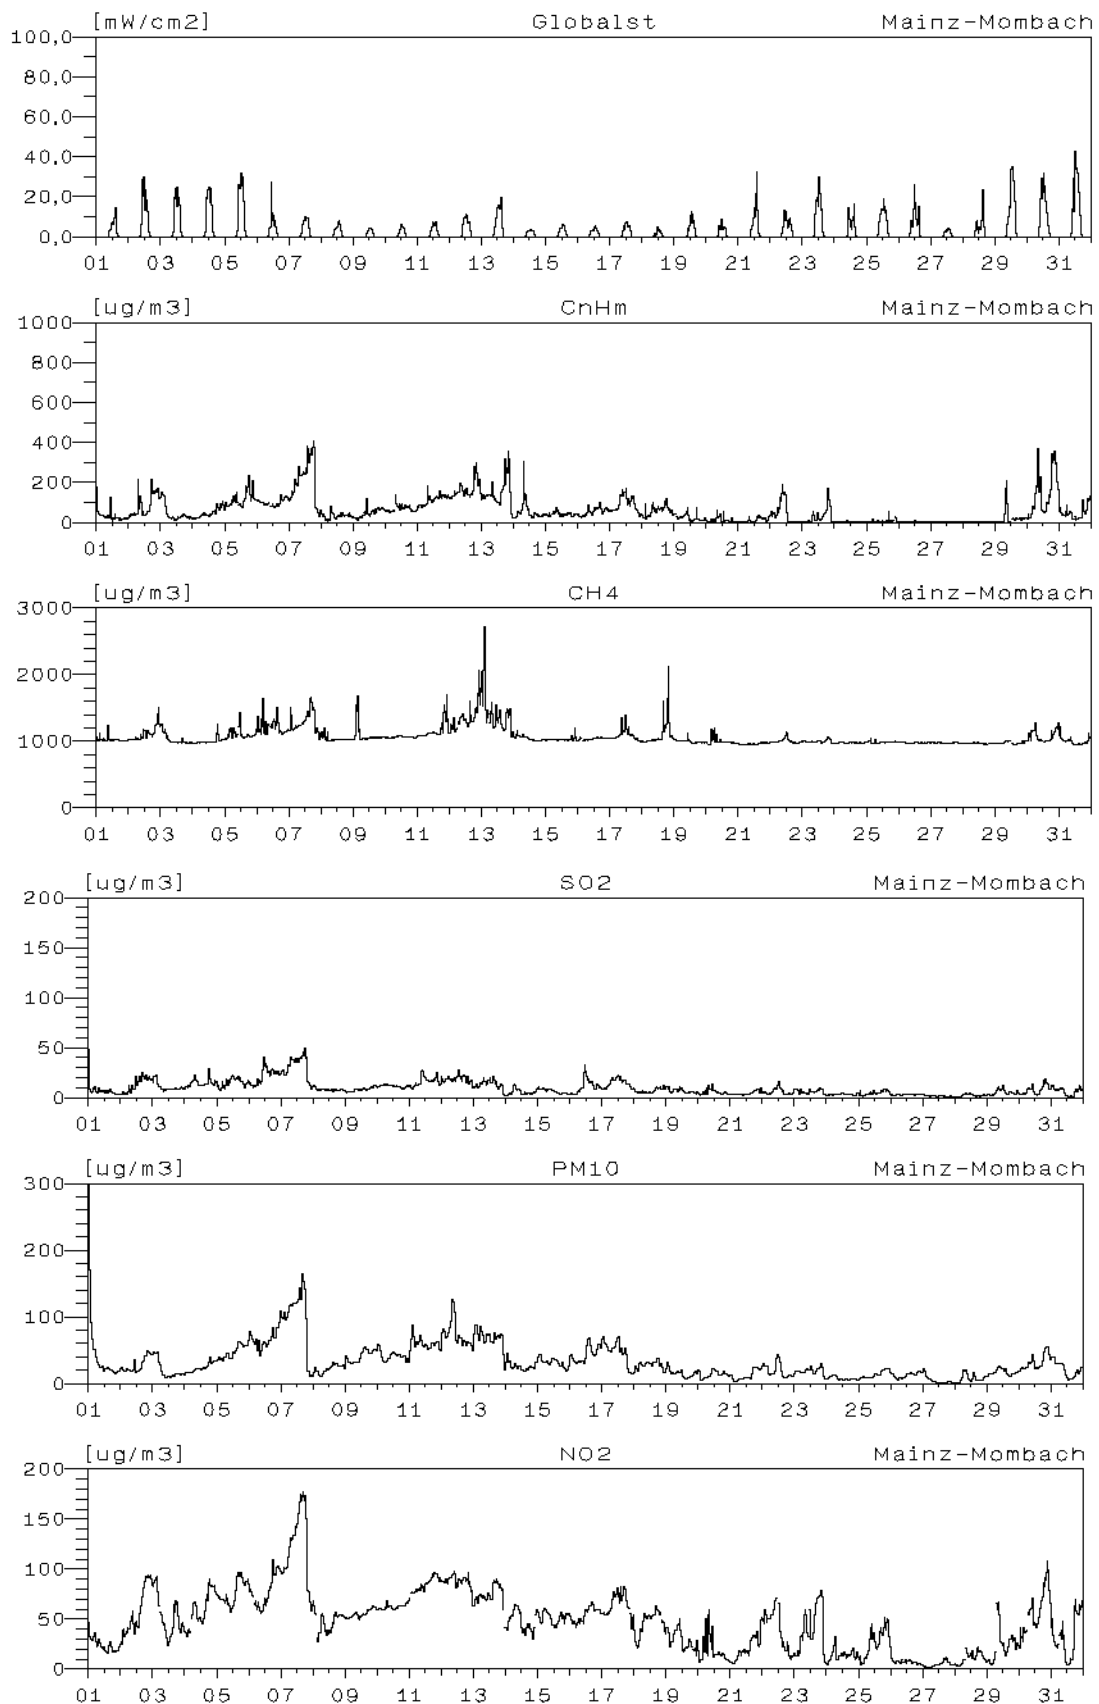 [mW/cm2] Globalst Mainz-Mombach
100,0
80,0
60,0
40,0
20,0
0,0
01 03 05 07 09 11 13 15 17 19 21 23 25 27 29 31
[ug/m3] CnHm Mainz-Mombach
1000
800
600
400
200
0
01 03 05 07 09 11 13 15 17 19 21 23 25 27 29 31
[ug/m3] CH4 Mainz-Mombach
3000
2000
1000
0
01 03 05 07 09 11 13 15 17 19 21 23 25 27 29 31
[ug/m3] SO2 Mainz-Mombach
200
150
100
50
0
01 03 05 07 09 11 13 15 17 19 21 23 25 27 29 31
[ug/m3] PM10 Mainz-Mombach
300
200
100
0
01 03 05 07 09 11 13 15 17 19 21 23 25 27 29 31
[ug/m3] NO2 Mainz-Mombach
200
150
100
50
0
01 03 05 07 09 11 13 15 17 19 21 23 25 27 29 31